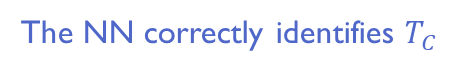 The NN correctly identifies $T_C$